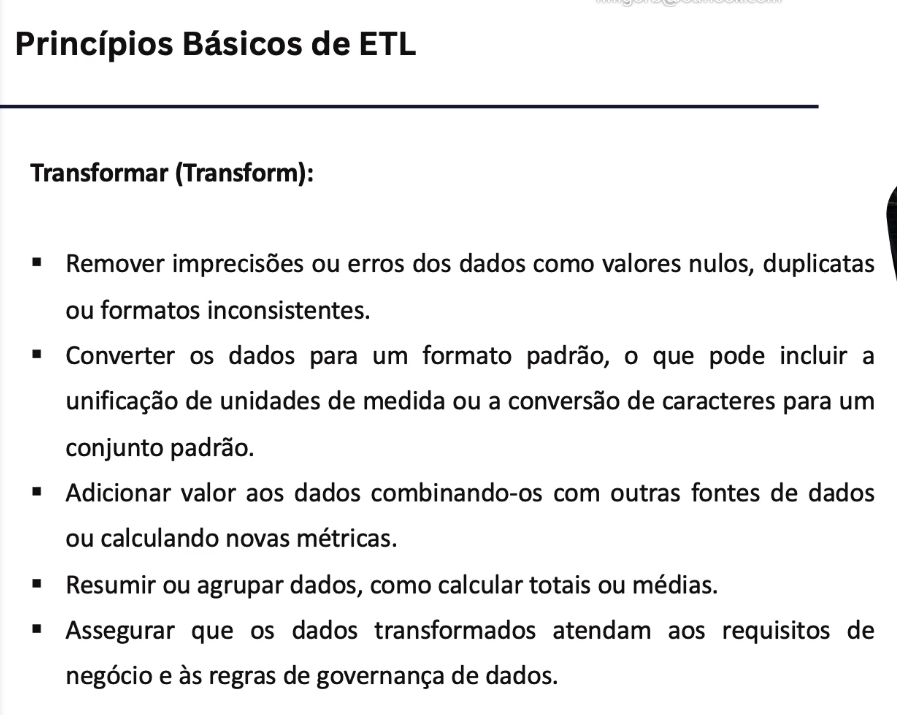 Princípios Básicos de ETL
Transformar (Transform):
▪ Remover imprecisões ou erros dos dados como valores nulos, duplicatas
ou formatos inconsistentes.
▪ Converter os dados para um formato padrão, o que pode incluir a
unificação de unidades de medida ou a conversão de caracteres para um
conjunto padrão.
▪ Adicionar valor aos dados combinando-os com outras fontes de dados
ou calculando novas métricas.
▪ Resumir ou agrupar dados, como calcular totais ou médias.
▪ Assegurar que os dados transformados atendam aos requisitos de
negócio e às regras de governança de dados.